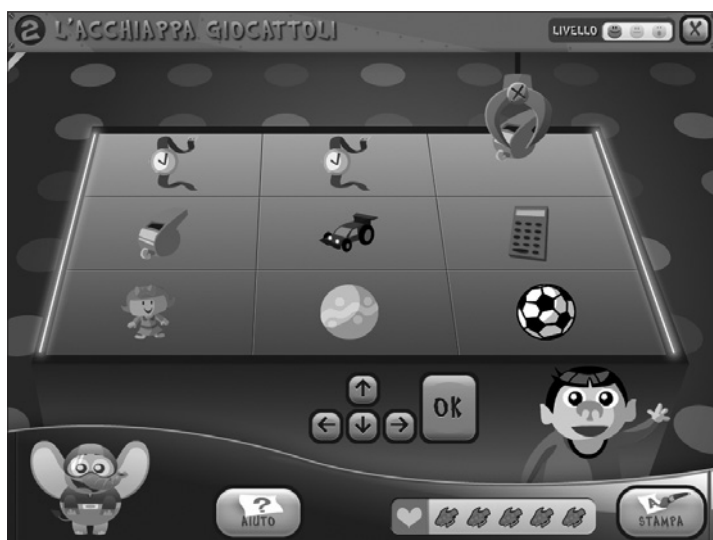 2 L'ACCHIAPPA GIOCATTOLI
LIVELLO
X
OK
?
AIUTO
A
STAMPA